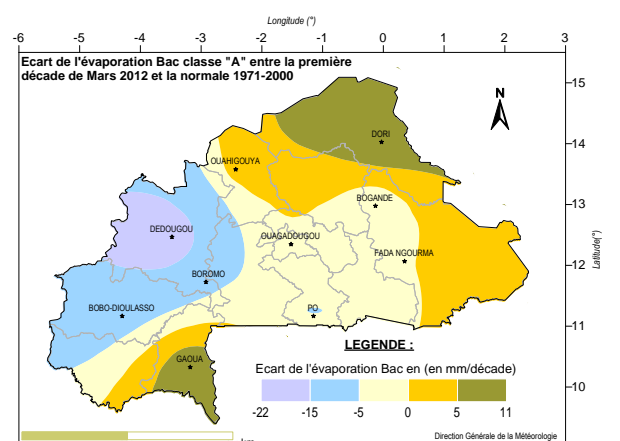 Longitude (°)
-6 -5 -4 -3 -2 -1 0 1 2 3
Ecart de l'évaporation Bac classe "A" entre la première
décade de Mars 2012 et la normale 1971-2000
15
N
DORI
14
OUAHIGOUYA
BOGANDE
13
DEDOUGOU
OUAGADOUGOU
FADA NGOURMA
Latitude(°)
12
BOROMO
BOBO-DIOULASSO
PO
11
LEGENDE :
GAOUA
Ecart de l'évaporation Bac en (en mm/décade)
10
-22 -15 -5 0 5 11
Direction Générale de la Météorologie